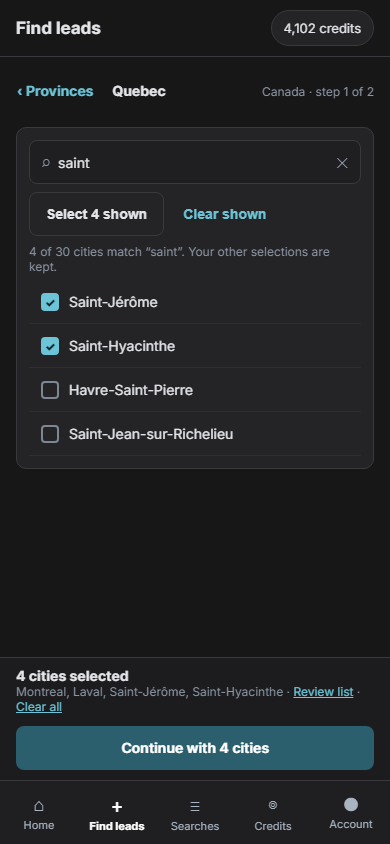 Find leads
4,102 credits
‹ Provinces
Quebec
Canada · step 1 of 2
saint
Select 4 shown
Clear shown
4 of 30 cities match “saint”. Your other selections are
kept.
Saint-Jérôme
Saint-Hyacinthe
Havre-Saint-Pierre
Saint-Jean-sur-Richelieu
4 cities selected
Montreal, Laval, Saint-Jérôme, Saint-Hyacinthe · Review list ·
Clear all
Continue with 4 cities
Home
Find leads
Searches
Credits
Account